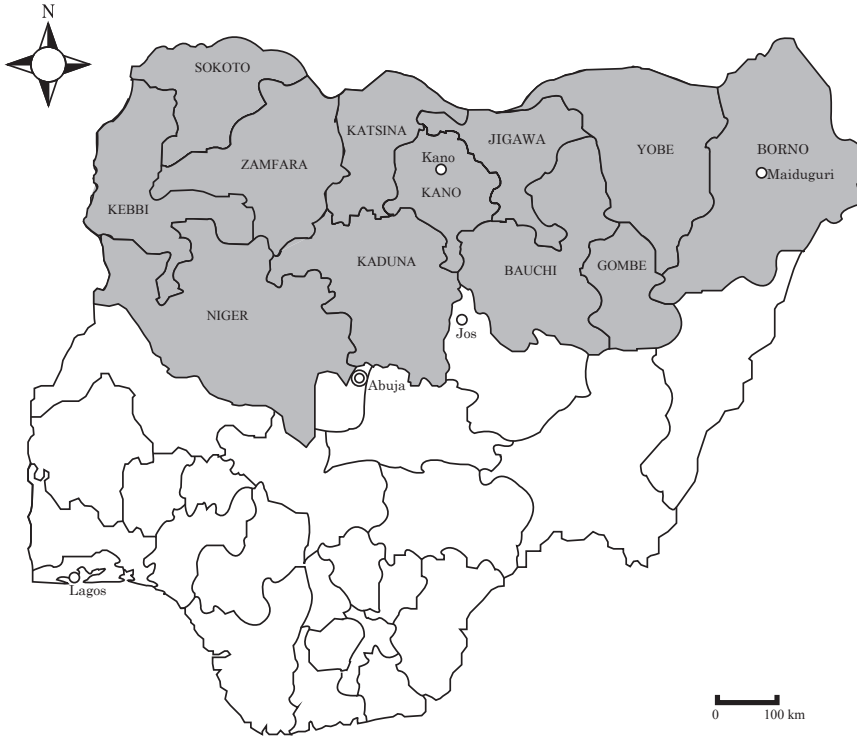 N
SOKOTO
KATSINA
JIGAWA
Kano
ZAMFARA
YOBE
BORNO
Maiduguri
KANO
KEBBI
KADUNA
BAUCHI
GOMBE
NIGER
Jos
Abuja
Lagos
0 100 km